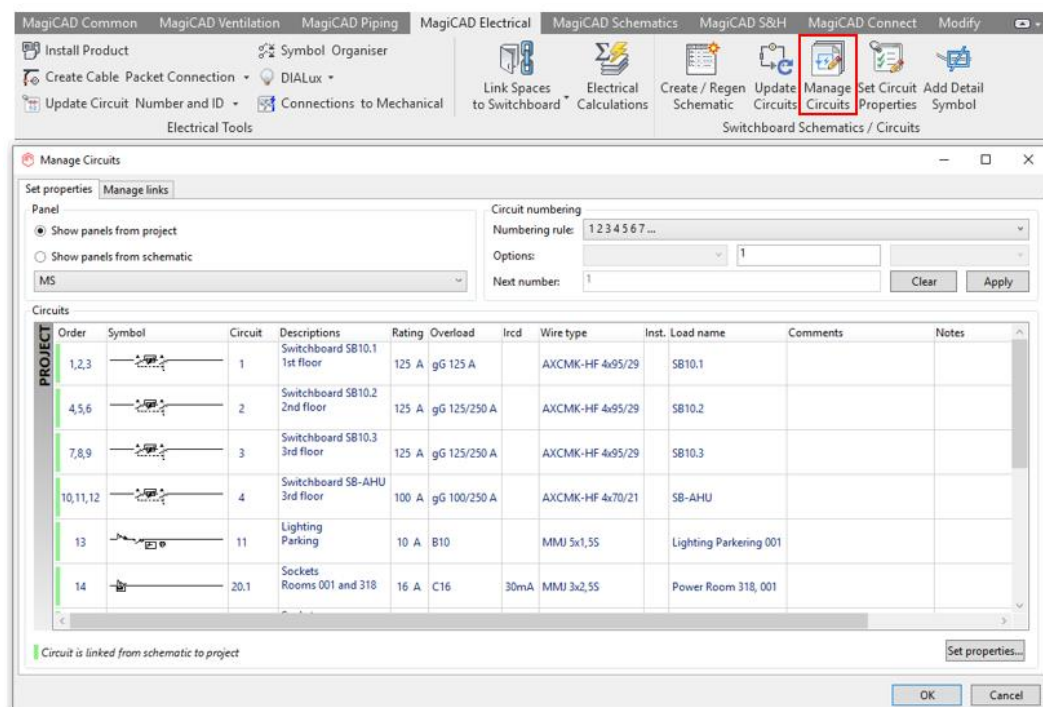 MagiCAD Common MagiCAD Ventilation MagiCAD Piping MagiCAD Electrical MagiCAD Schematics MagiCAD S&H MagiCAD Connect Modify
Install Product
Symbol Organiser
Create Cable Packet Connection
DIALux
Update Circuit Number and ID
Connections to Mechanical
Link Spaces
to Switchboard
Electrical
Calculations
Create / Regen
Schematic
Update
Circuits
Manage
Circuits
Set Circuit
Properties
Add Detail
Symbol
Electrical Tools
Switchboard Schematics / Circuits
Manage Circuits
Set properties Manage links
Panel
Show panels from project
Show panels from schematic
MS
Circuit numbering
Numbering rule: 1 2 3 4 5 6 7 ...
Options: 1
Next number: 1 Clear Apply
Circuits
PROJECT
Order Symbol Circuit Descriptions Rating Overload Ircd Wire type Inst. Load name Comments Notes
Switchboard SB10.1
1,2,3 1 1st floor 125 A gG 125 A AXCMK-HF 4x95/29 SB10.1
Switchboard SB10.2
4,5,6 2 2nd floor 125 A gG 125/250 A AXCMK-HF 4x95/29 SB10.2
Switchboard SB10.3
7,8,9 3 3rd floor 125 A gG 125/250 A AXCMK-HF 4x95/29 SB10.3
Switchboard SB-AHU
10,11,12 4 3rd floor 100 A gG 100/250 A AXCMK-HF 4x70/21 SB-AHU
Lighting
13 11 Parking 10 A B10 MMJ 5x1,5S Lighting Parkering 001
Sockets
14 20.1 Rooms 001 and 318 16 A C16 30mA MMJ 3x2,5S Power Room 318, 001
Circuit is linked from schematic to project
Set properties...
OK Cancel